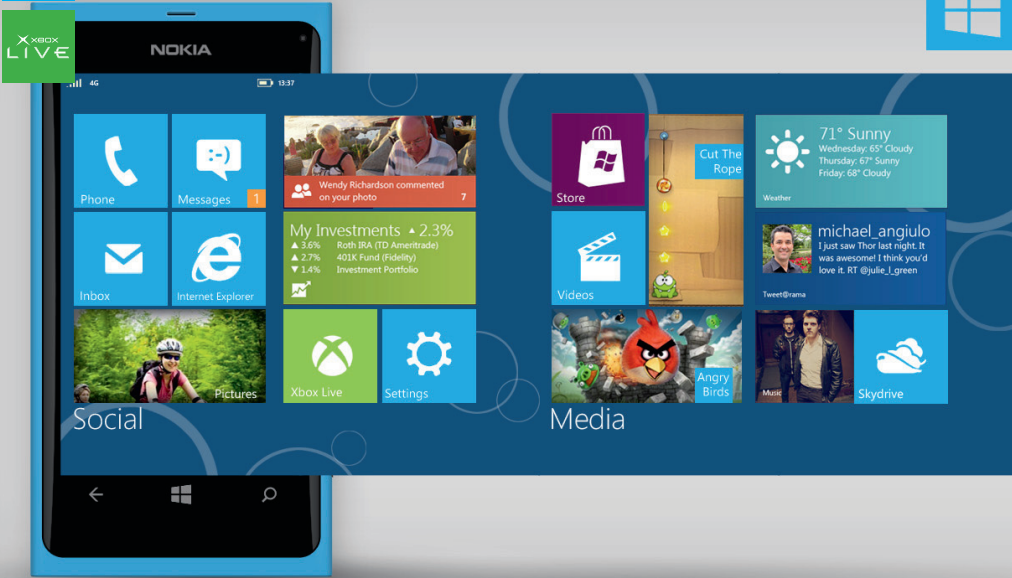 XBOX
LIVE
NOKIA
4G
13:37
Phone
Messages
1
Wendy Richardson commented
on your photo
7
Inbox
Internet Explorer
My Investments ▲ 2.3%
▲ 3.6% Roth IRA (TD Ameritrade)
▲ 2.7% 401K Fund (Fidelity)
▼ 1.4% Investment Portfolio
Pictures
Xbox Live
Settings
Social
Store
Cut The
Rope
71° Sunny
Wednesday: 65° Cloudy
Thursday: 67° Sunny
Friday: 68° Cloudy
Weather
Videos
michael_angiulo
I just saw Thor last night. It
was awesome! I think you'd
love it. RT @julie_l_green
Tweet@rama
Angry
Birds
Music
Skydrive
Media